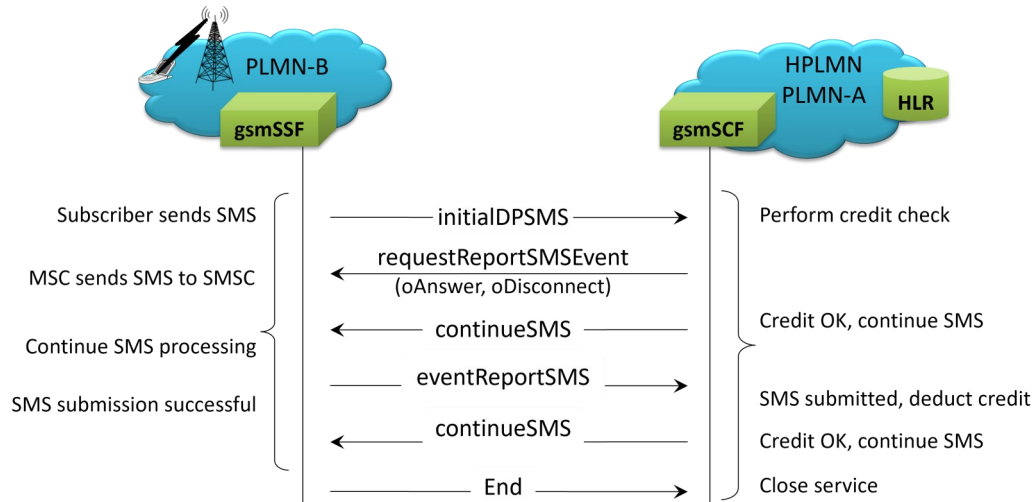 PLMN-B
gsmSSF
HPLMN
PLMN-A
HLR
gsmSCF
Subscriber sends SMS
initialDPSMS
Perform credit check
requestReportSMSEvent
MSC sends SMS to SMSC
(oAnswer, oDisconnect)
continueSMS
Credit OK, continue SMS
Continue SMS processing
eventReportSMS
SMS submission successful
SMS submitted, deduct credit
continueSMS
Credit OK, continue SMS
End
Close service